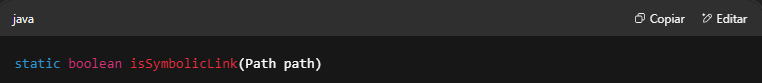 java Copiar Editar
static boolean isSymbolicLink(Path path)